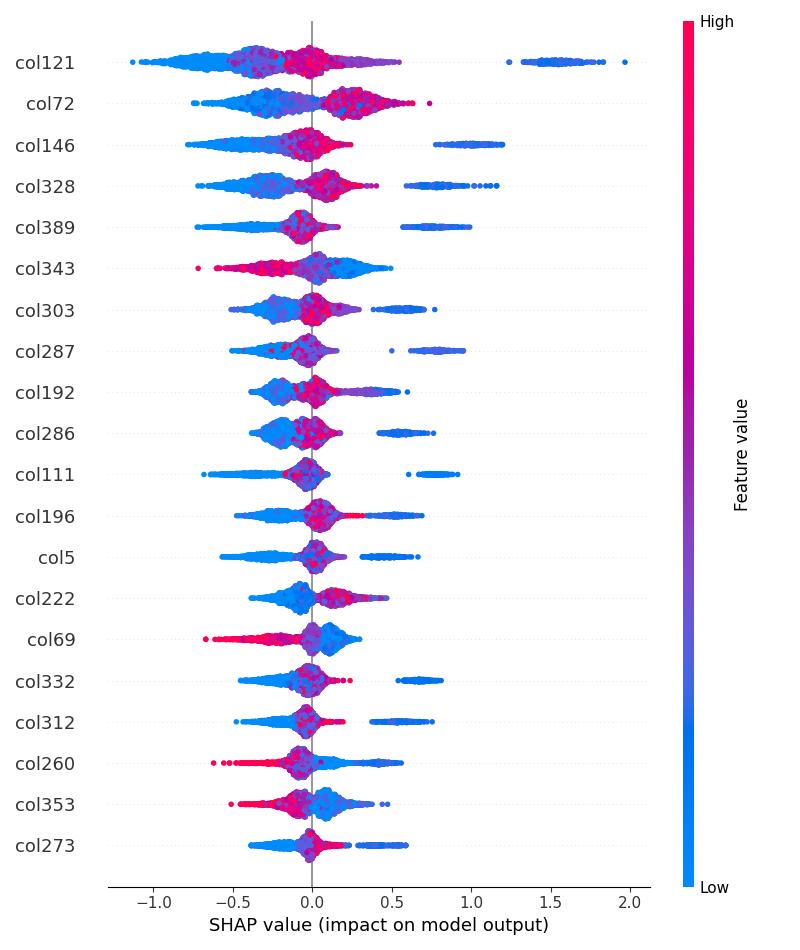 High
col121
col72
col146
col328
col389
col343
col303
col287
col192
col286
col111
col196
col5
col222
col69
col332
col312
col260
col353
col273
Feature value
Low
−1.0 −0.5 0.0 0.5 1.0 1.5 2.0
SHAP value (impact on model output)